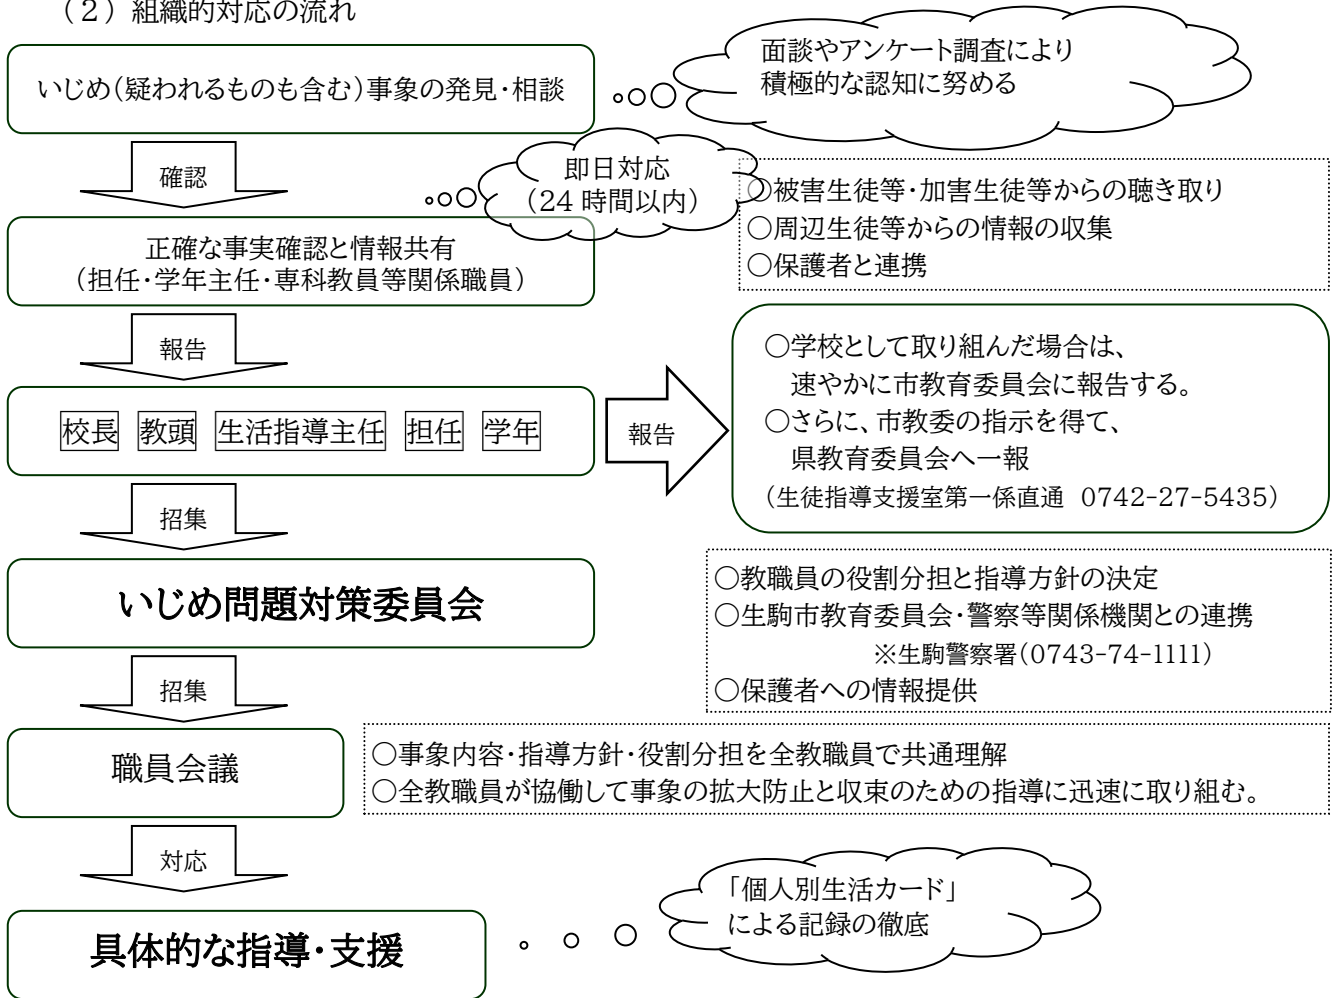 （２）組織的対応の流れ
いじめ（疑われるものも含む）事象の発見・相談
面談やアンケート調査により
積極的な認知に努める
確認
即日対応
（24 時間以内）
○被害生徒等・加害生徒等からの聴き取り
○周辺生徒等からの情報の収集
○保護者と連携
正確な事実確認と情報共有
（担任・学年主任・専科教員等関係職員）
報告
校長 教頭 生活指導主任 担任 学年
報告
○学校として取り組んだ場合は、
速やかに市教育委員会に報告する。
○さらに、市教委の指示を得て、
県教育委員会へ一報
（生徒指導支援室第一係直通 0742-27-5435）
招集
いじめ問題対策委員会
○教職員の役割分担と指導方針の決定
○生駒市教育委員会・警察等関係機関との連携
※生駒警察署（0743-74-1111）
○保護者への情報提供
招集
職員会議
○事象内容・指導方針・役割分担を全教職員で共通理解
○全教職員が協働して事象の拡大防止と収束のための指導に迅速に取り組む。
対応
具体的な指導・支援
「個人別生活カード」
による記録の徹底